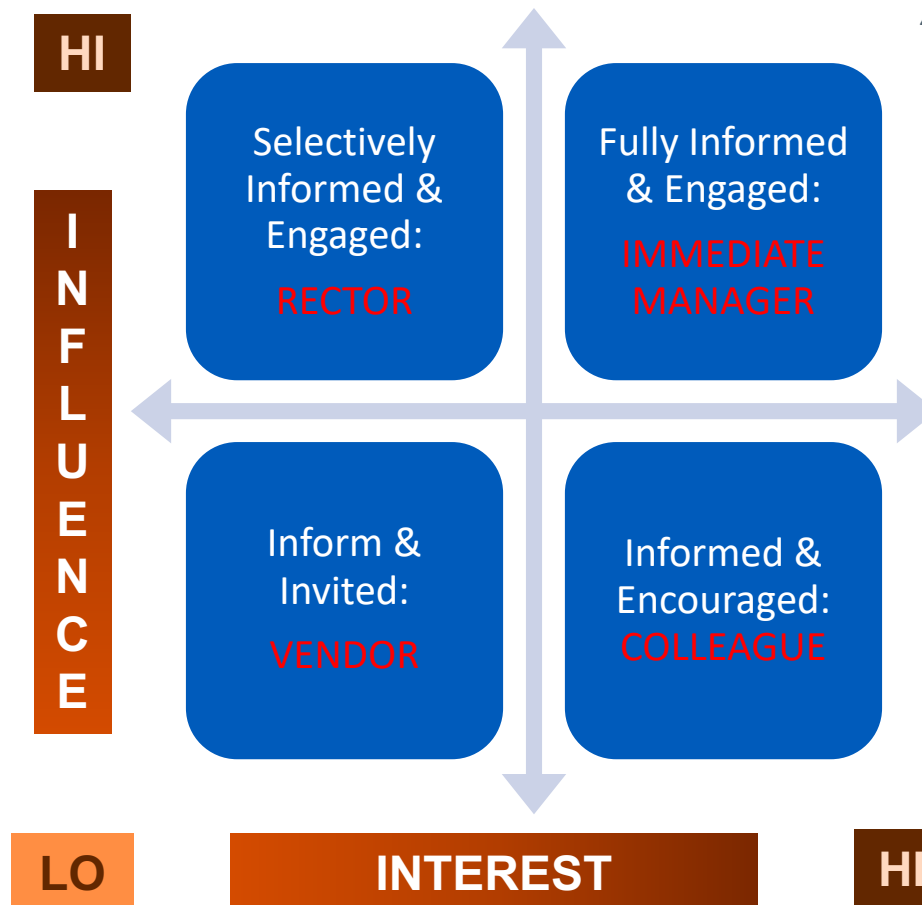 HI
INFLUENCE
Selectively
Informed &
Engaged:
RECTOR
Fully Informed
& Engaged:
IMMEDIATE
MANAGER
Inform &
Invited:
VENDOR
Informed &
Encouraged:
COLLEAGUE
LO
INTEREST
HI